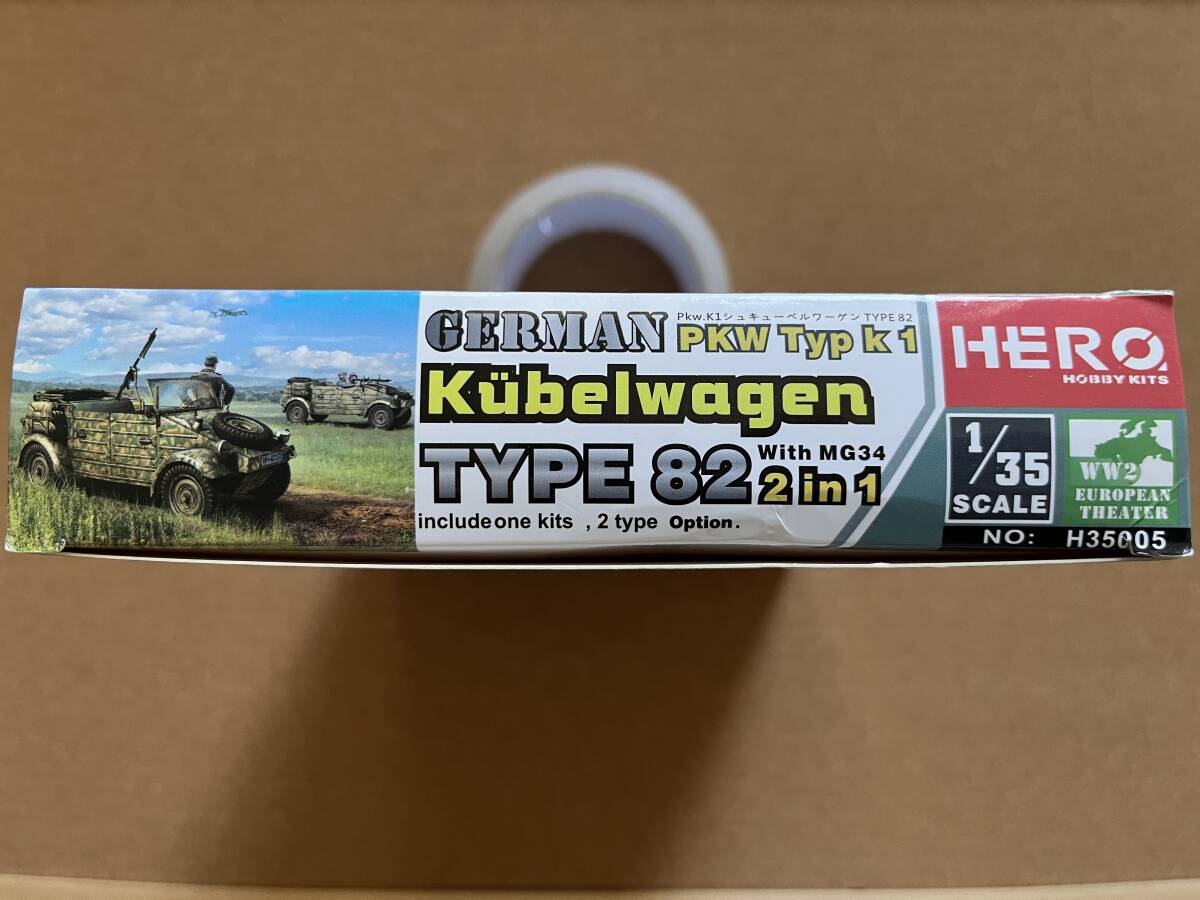 Pkw.K1シュキューベルワーゲン TYPE 82
GERMAN PKW Typ k 1
Kübelwagen
TYPE 82 With MG34
2 in 1
include one kits , 2 type Option.
HERO
HOBBY KITS
1/35
SCALE
WW2
EUROPEAN
THEATER
NO: H35005